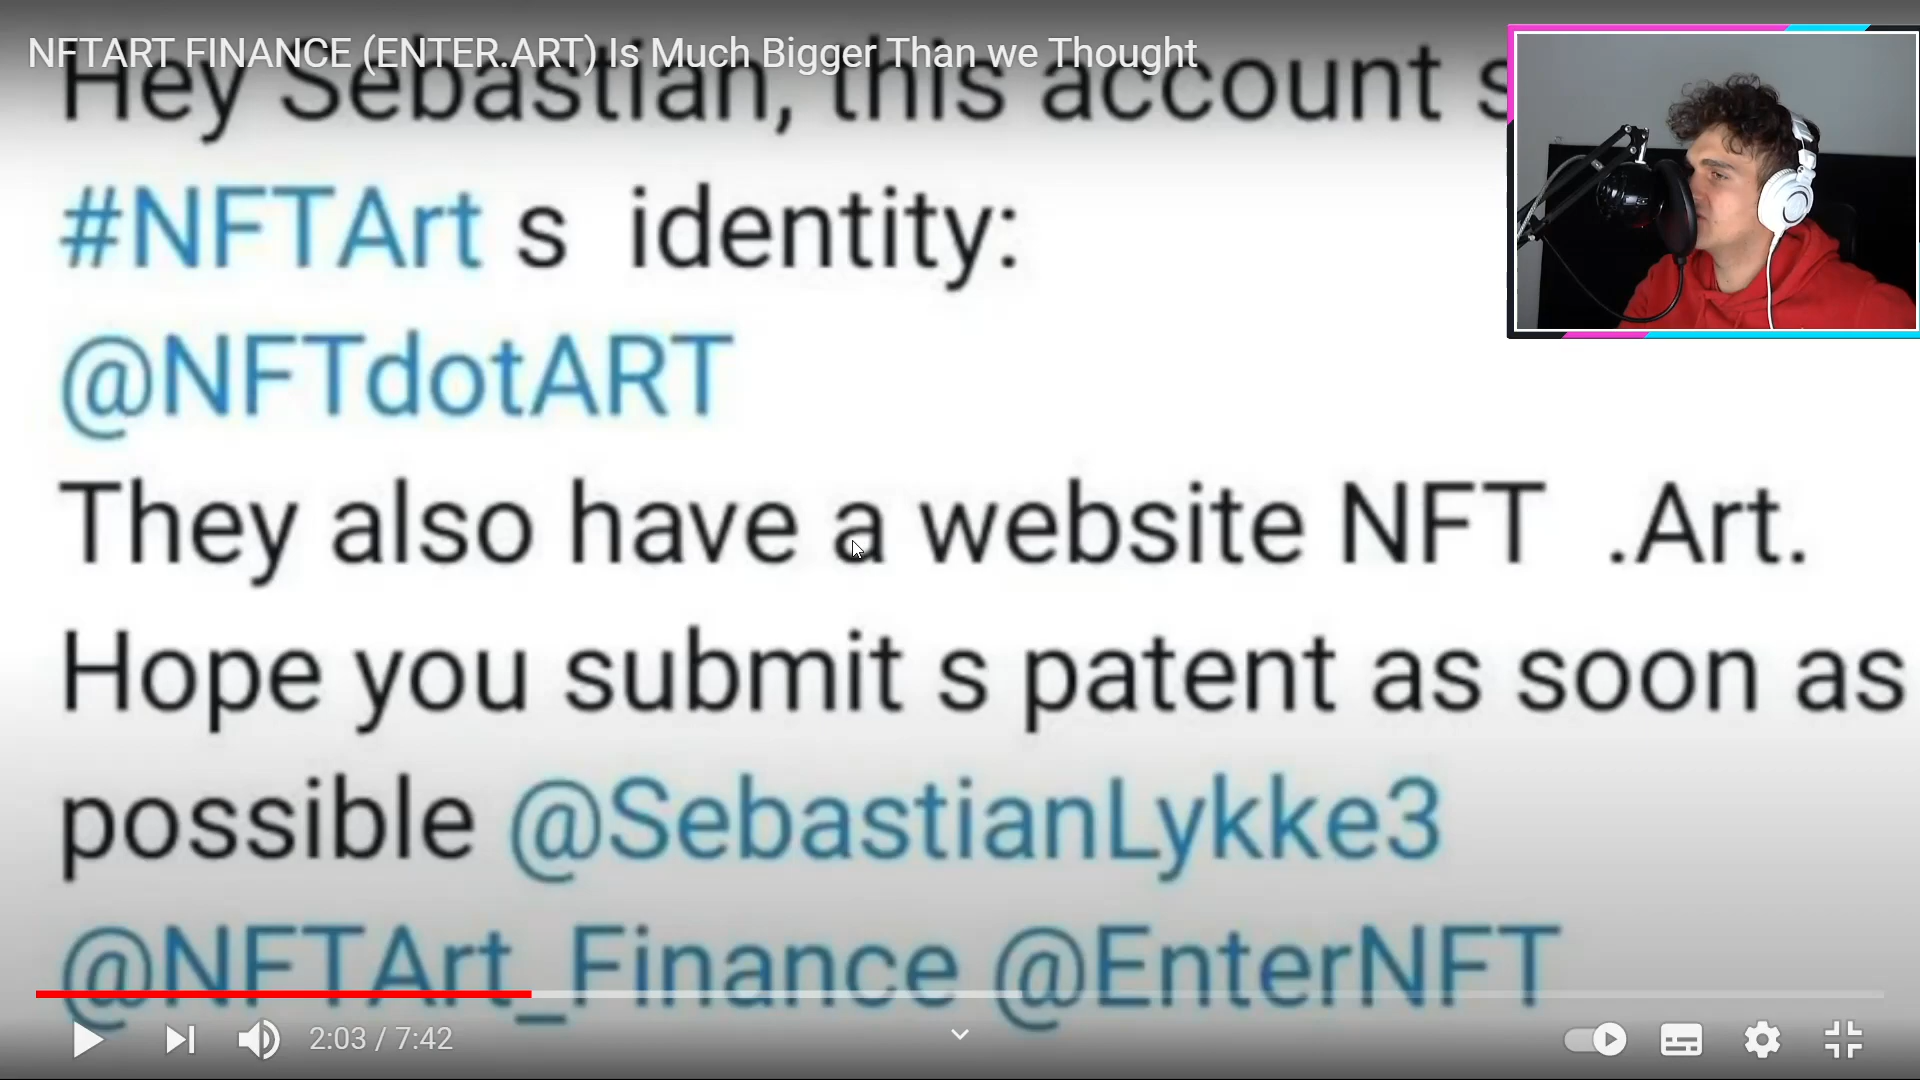 NFTART FINANCE (ENTER.ART) Is Much Bigger Than we Thought
Hey Sebastian, this account s
#NFTArt s identity:
@NFTdotART
They also have a website NFT .Art.
Hope you submit s patent as soon as
possible @SebastianLykke3
@NFTArt_Finance @EnterNFT
2:03 / 7:42